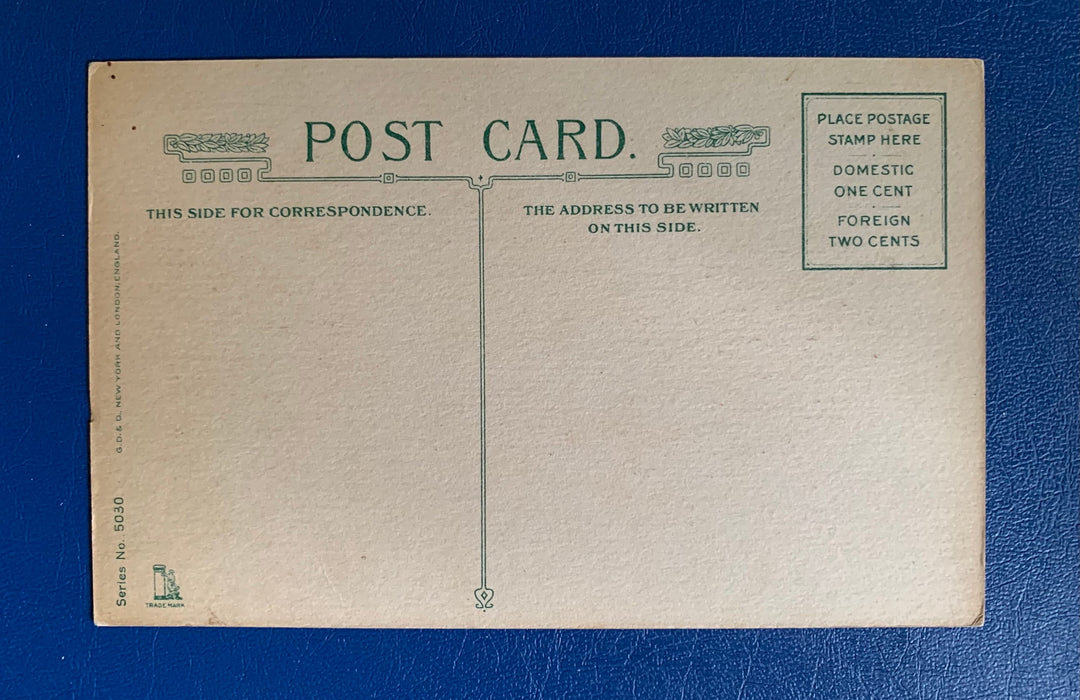 POST CARD.
THIS SIDE FOR CORRESPONDENCE.
THE ADDRESS TO BE WRITTEN
ON THIS SIDE.
PLACE POSTAGE
STAMP HERE
DOMESTIC
ONE CENT
FOREIGN
TWO CENTS
G.D. & D., NEW YORK AND LONDON, ENGLAND.
Series No. 5030
TRADE MARK